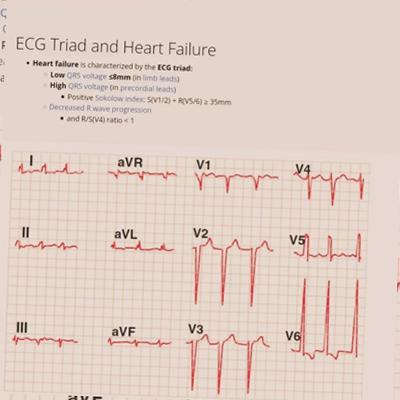 ECG Triad and Heart Failure
Heart failure is characterized by the ECG triad:
Low QRS voltage ≤8mm (in limb leads)
High QRS voltage (in precordial leads)
Positive Sokolow index: S(V1/2) + R(V5/6) ≥ 35mm
Decreased R wave progression
and R/S(V4) ratio < 1
I aVR V1 V4
II aVL V2 V5
III aVF V3 V6